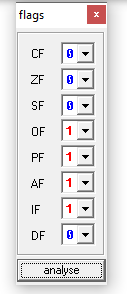 flags x
CF 0
ZF 0
SF 0
OF 1
PF 1
AF 1
IF 1
DF 0
analyse